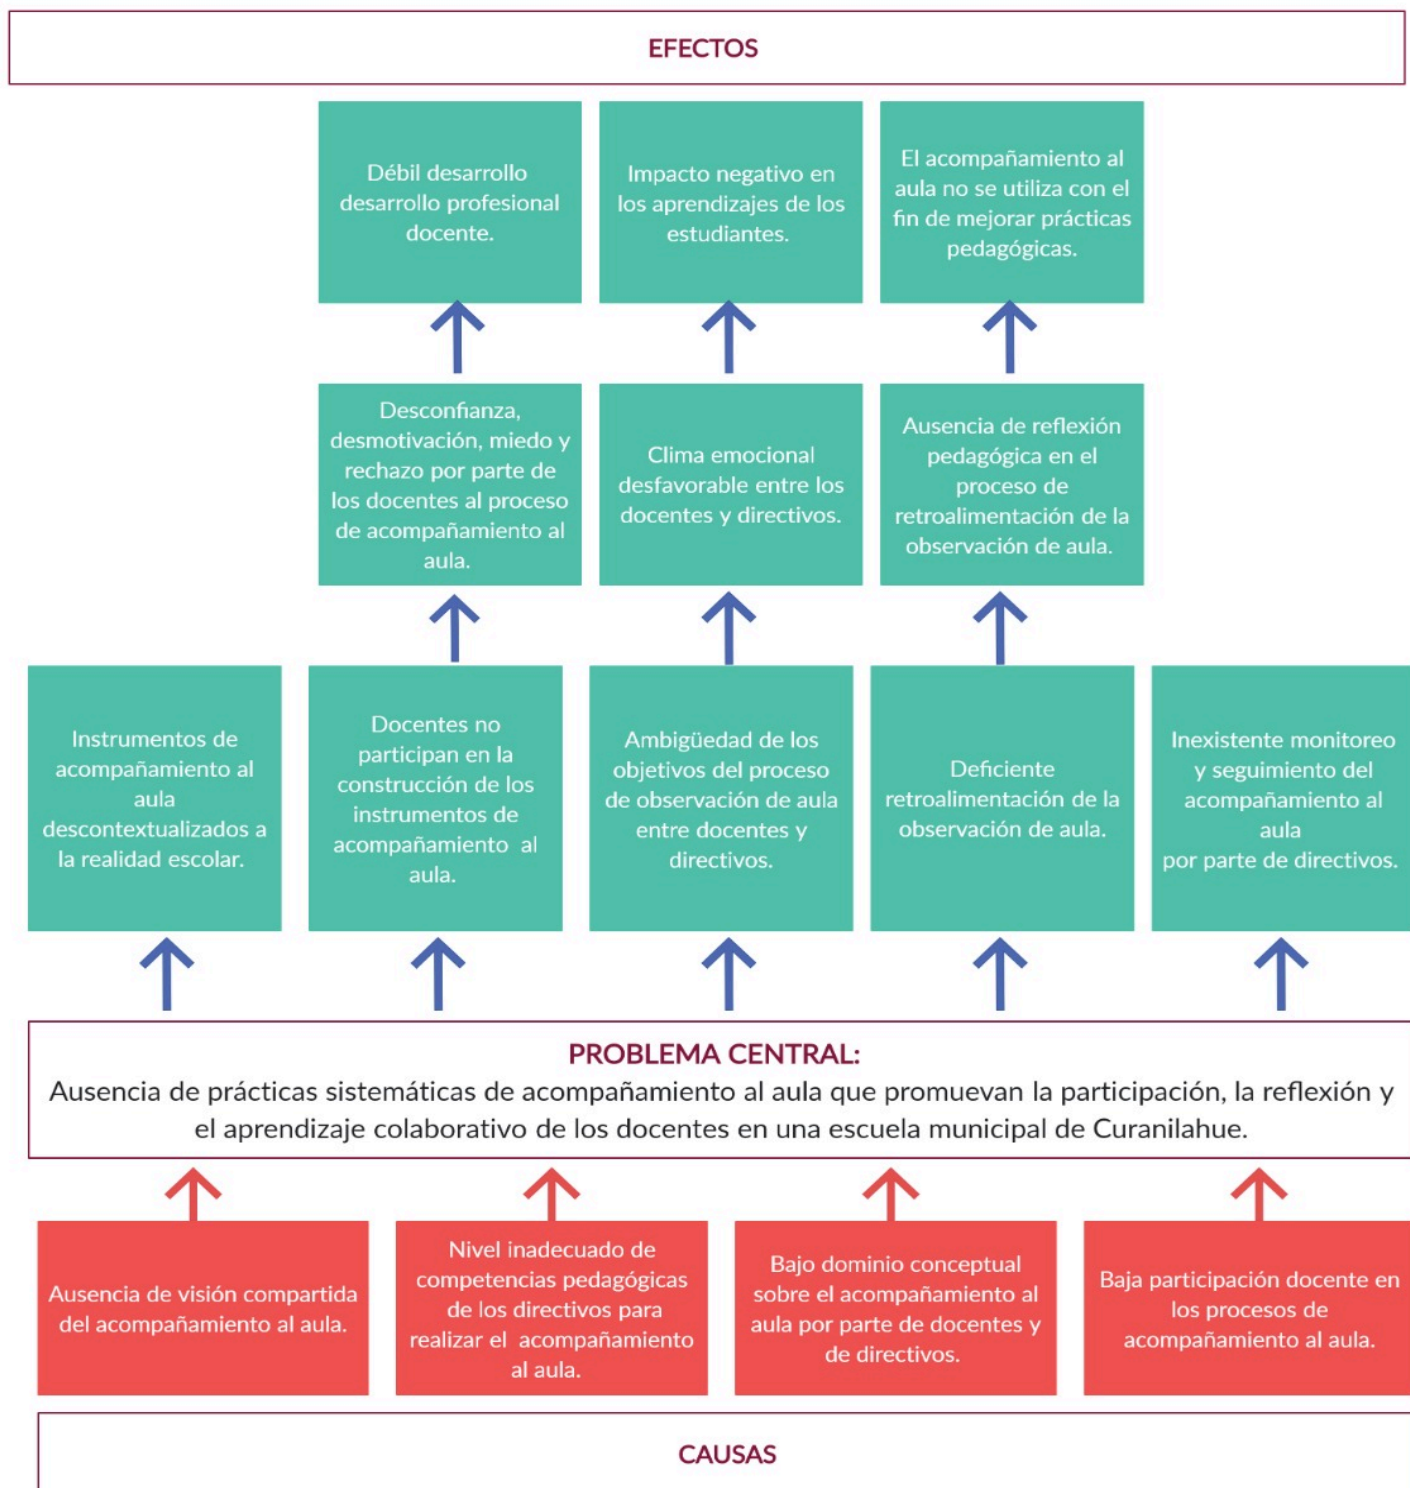 EFECTOS
Débil desarrollo
desarrollo profesional
docente.
Impacto negativo en
los aprendizajes de los
estudiantes.
El acompañamiento al
aula no se utiliza con el
fin de mejorar prácticas
pedagógicas.
Desconfianza,
desmotivación, miedo y
rechazo por parte de
los docentes al proceso
de acompañamiento al
aula.
Clima emocional
desfavorable entre los
docentes y directivos.
Ausencia de reflexión
pedagógica en el
proceso de
retroalimentación de la
observación de aula.
Instrumentos de
acompañamiento al
aula
descontextualizados a
la realidad escolar.
Docentes no
participan en la
construcción de los
instrumentos de
acompañamiento al
aula.
Ambigüedad de los
objetivos del proceso
de observación de aula
entre docentes y
directivos.
Deficiente
retroalimentación de la
observación de aula.
Inexistente monitoreo
y seguimiento del
acompañamiento al
aula
por parte de directivos.
PROBLEMA CENTRAL:
Ausencia de prácticas sistemáticas de acompañamiento al aula que promuevan la participación, la reflexión y
el aprendizaje colaborativo de los docentes en una escuela municipal de Curanilahue.
Ausencia de visión compartida
del acompañamiento al aula.
Nivel inadecuado de
competencias pedagógicas
de los directivos para
realizar el acompañamiento
al aula.
Bajo dominio conceptual
sobre el acompañamiento al
aula por parte de docentes y
de directivos.
Baja participación docente en
los procesos de
acompañamiento al aula.
CAUSAS